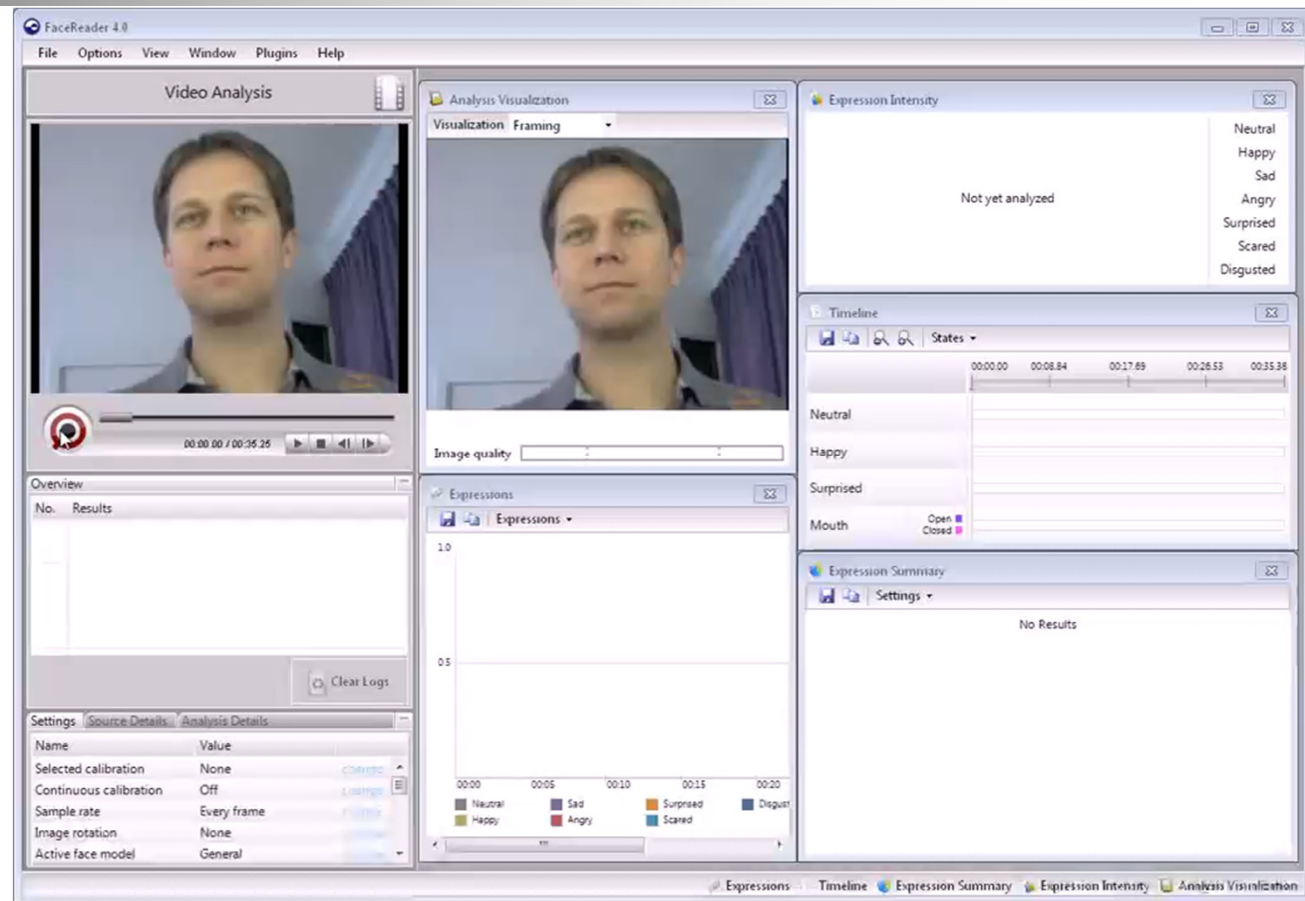 FaceReader 4.0
File Options View Window Plugins Help
Video Analysis
00:00.00 / 00:35.25
Overview
No. Results
Clear Logs
Settings Source Details Analysis Details
Name Value
Selected calibration None change
Continuous calibration Off change
Sample rate Every frame
Image rotation None
Active face model General
Analysis Visualization
Visualization Framing
Image quality
Expressions
Expressions
1.0
0.5
00:00 00:05 00:10 00:15 00:20
Neutral Sad Surprised Disgust
Happy Angry Scared
Expression Intensity
Not yet analyzed
Neutral
Happy
Sad
Angry
Surprised
Scared
Disgusted
Timeline
States
00:00.00 00:08.84 00:17.69 00:26.53 00:35.38
Neutral
Happy
Surprised
Mouth Open
Closed
Expression Summary
Settings
No Results
Expressions Timeline Expression Summary Expression Intensity Analysis Visualization